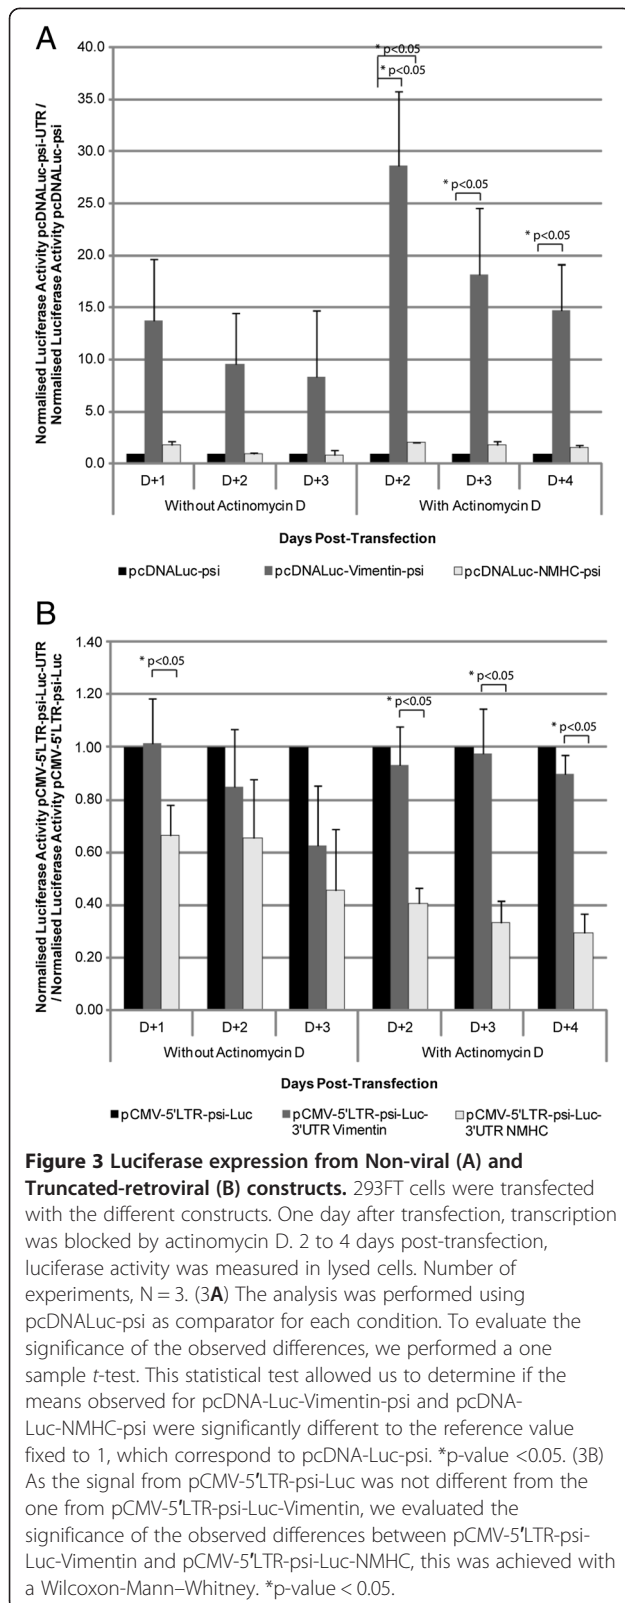 A
Normalised Luciferase Activity pcDNALuc-psi-UTR /
Normalised Luciferase Activity pcDNALuc-psi
40.0
35.0
30.0
25.0
20.0
15.0
10.0
5.0
0.0
* p<0.05
* p<0.05
* p<0.05
* p<0.05
D+1 D+2 D+3 D+2 D+3 D+4
Without Actinomycin D With Actinomycin D
Days Post-Transfection
pcDNALuc-psi pcDNALuc-Vimentin-psi pcDNALuc-NMHC-psi
B
Normalised Luciferase Activity pCMV-5'LTR-psi-Luc-UTR
/ Normalised Luciferase Activity pCMV-5'LTR-psi-Luc
1.40
1.20
1.00
0.80
0.60
0.40
0.20
0.00
* p<0.05
* p<0.05
* p<0.05
* p<0.05
D+1 D+2 D+3 D+2 D+3 D+4
Without Actinomycin D With Actinomycin D
Days Post-Transfection
pCMV-5'LTR-psi-Luc pCMV-5'LTR-psi-Luc-3'UTR Vimentin pCMV-5'LTR-psi-Luc-3'UTR NMHC
Figure 3 Luciferase expression from Non-viral (A) and
Truncated-retroviral (B) constructs. 293FT cells were transfected
with the different constructs. One day after transfection, transcription
was blocked by actinomycin D. 2 to 4 days post-transfection,
luciferase activity was measured in lysed cells. Number of
experiments, N = 3. (3A) The analysis was performed using
pcDNALuc-psi as comparator for each condition. To evaluate the
significance of the observed differences, we performed a one
sample t-test. This statistical test allowed us to determine if the
means observed for pcDNA-Luc-Vimentin-psi and pcDNA-
Luc-NMHC-psi were significantly different to the reference value
fixed to 1, which correspond to pcDNA-Luc-psi. *p-value <0.05. (3B)
As the signal from pCMV-5′LTR-psi-Luc was not different from the
one from pCMV-5′LTR-psi-Luc-Vimentin, we evaluated the
significance of the observed differences between pCMV-5′LTR-psi-
Luc-Vimentin and pCMV-5′LTR-psi-Luc-NMHC, this was achieved with
a Wilcoxon-Mann–Whitney. *p-value < 0.05.